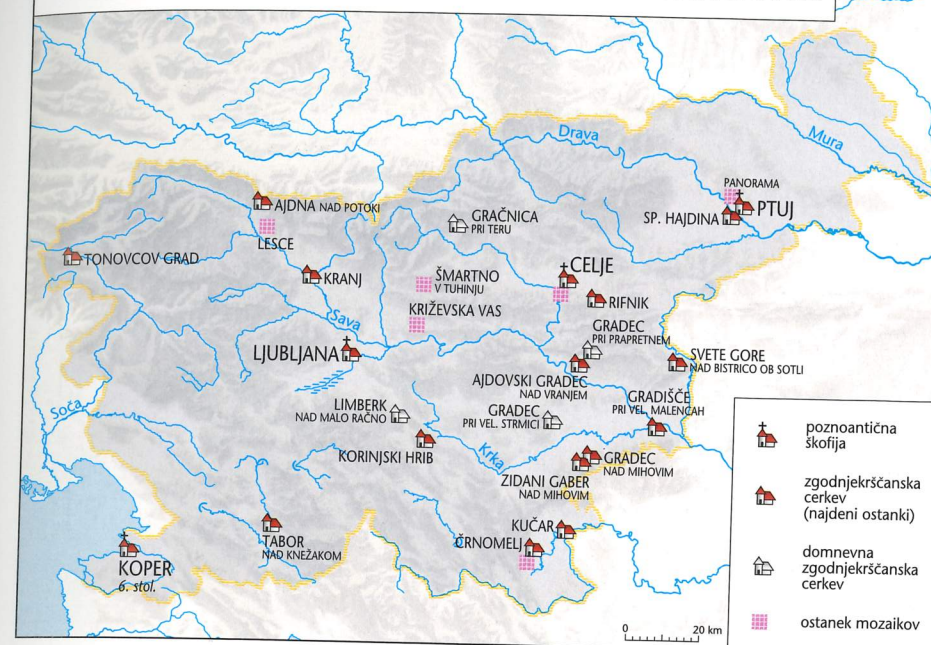 Drava
Mura
PANORAMA
PTUJ
SP. HAJDINA
AJDNA NAD POTOKI
LESCE
GRAČNICA
PRI TERU
TONOVCOV GRAD
KRANJ
ŠMARTNO
V TUHINJU
CELJE
RIFNIK
KRIŽEVSKA VAS
Sava
LJUBLJANA
GRADEC
PRI PRAPRETNEM
SVETE GORE
NAD BISTRICO OB SOTLI
AJDOVSKI GRADEC
NAD VRANJEM
GRADIŠČE
PRI VEL. MALENCAH
LIMBERK
NAD MALO RAČNO
GRADEC
PRI VEL. STRMICI
Soča
KORINJSKI HRIB
Krka
GRADEC
NAD MIHOVIM
ZIDANI GABER
NAD MIHOVIM
KUČAR
ČRNOMELJ
TABOR
NAD KNEŽAKOM
KOPER
6. stol.
poznoantična
škofija
zgodnjekrščanska
cerkev
(najdeni ostanki)
domnevna
zgodnjekrščanska
cerkev
ostanek mozaikov
0 20 km